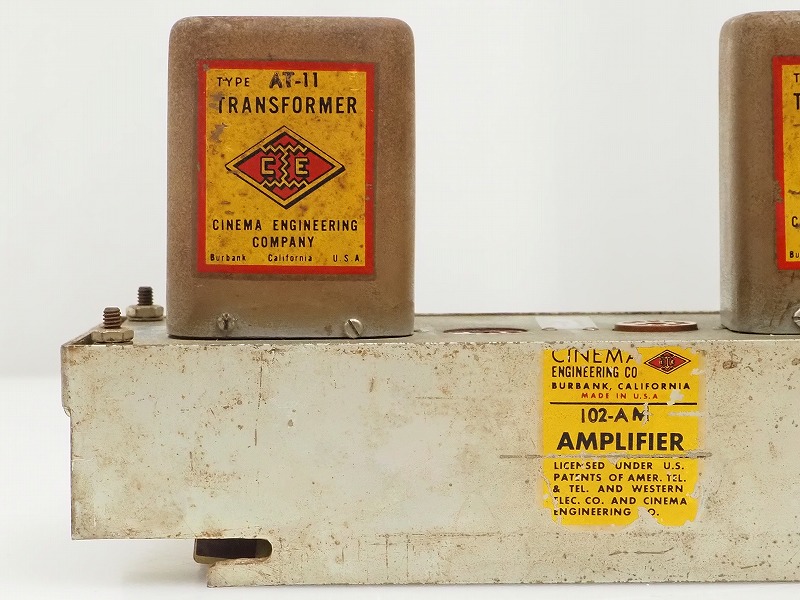 TYPE AT-11
TRANSFORMER
C E
CINEMA ENGINEERING
COMPANY
Burbank California U.S.A.
CINEMA
ENGINEERING CO
BURBANK, CALIFORNIA
MADE IN U.S.A
102-AM
AMPLIFIER
LICENSED UNDER U.S.
PATENTS OF AMER. TEL.
& TEL. AND WESTERN
ELEC. CO. AND CINEMA
ENGINEERING CO.